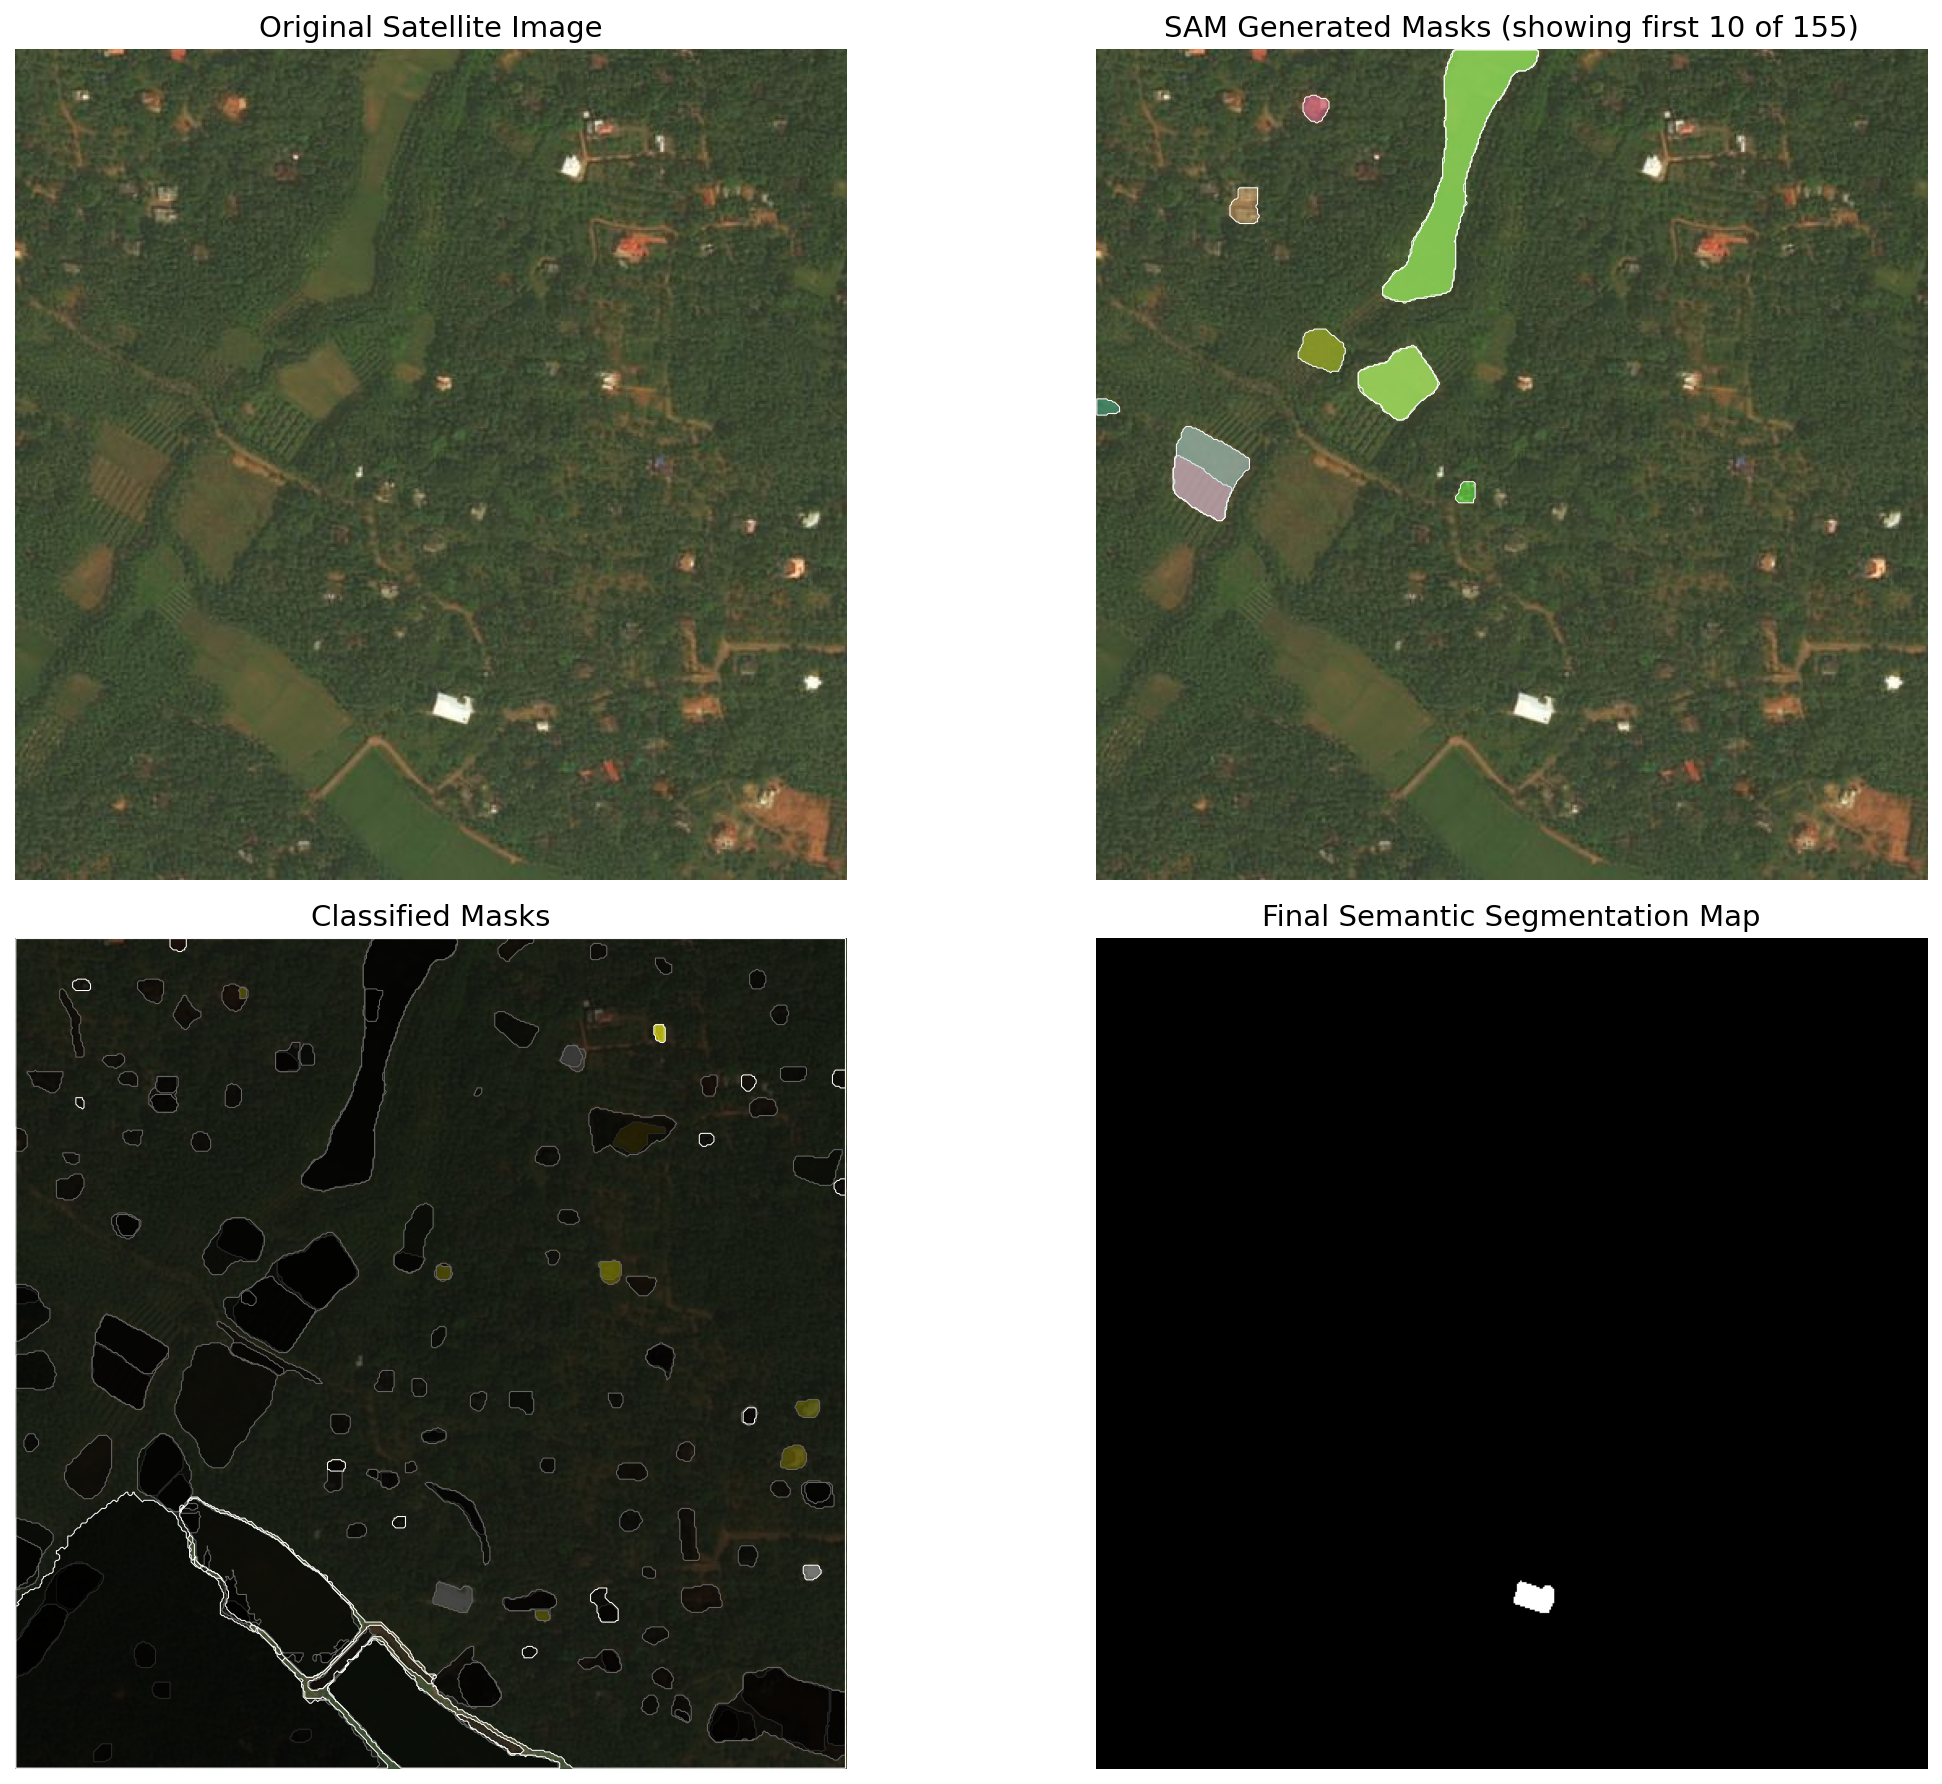 Original Satellite Image
SAM Generated Masks (showing first 10 of 155)
Classified Masks
Final Semantic Segmentation Map